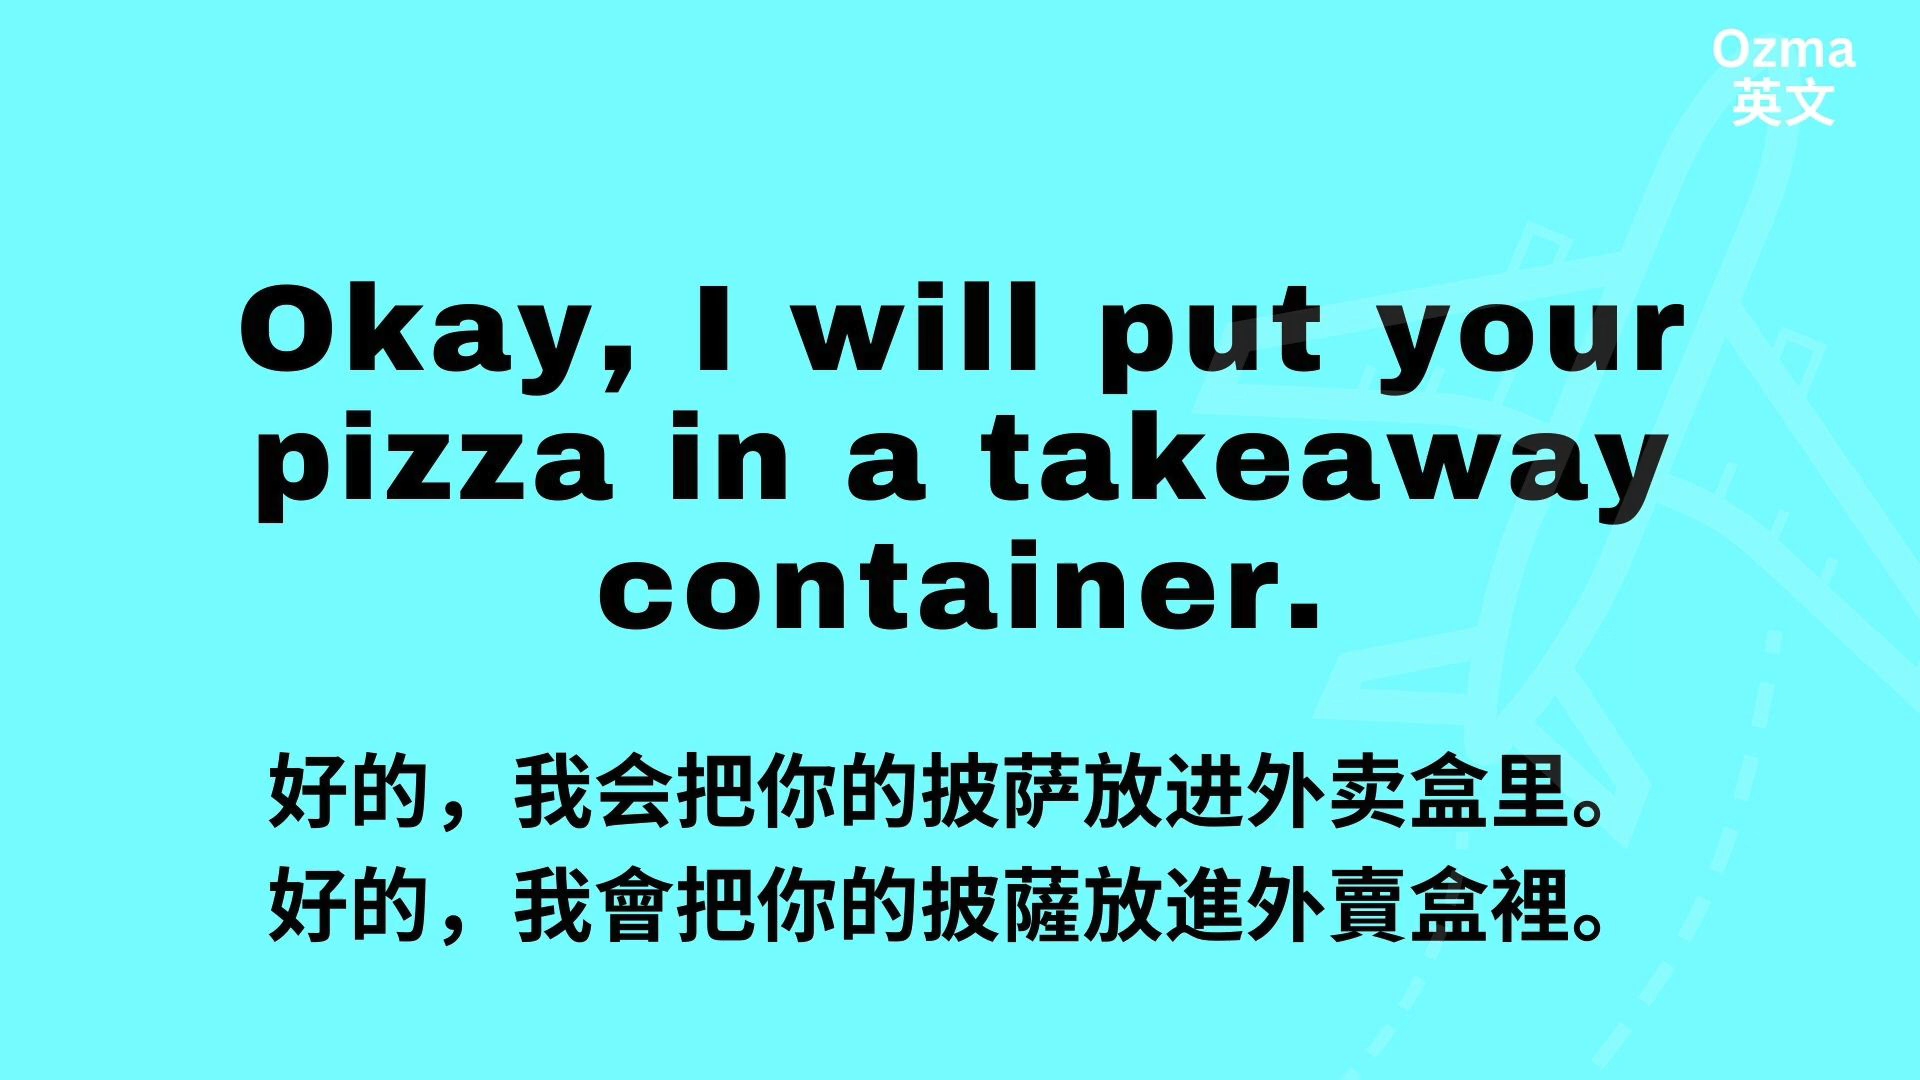 Ozma
英文
Okay, I will put your
pizza in a takeaway
container.
好的，我会把你的披萨放进外卖盒里。
好的，我會把你的披薩放進外賣盒裡。